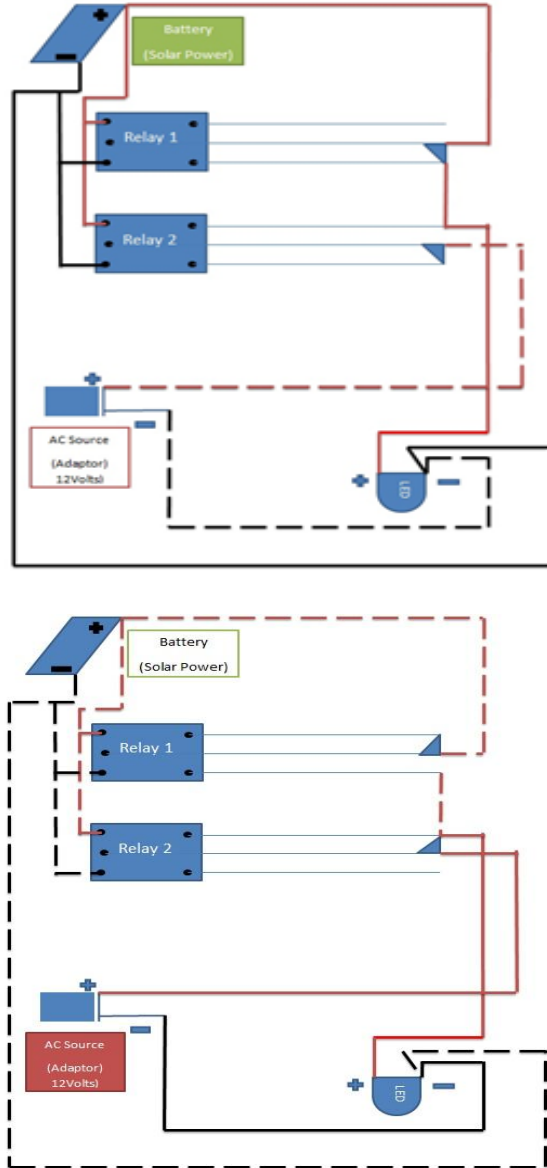 +
Battery
(Solar Power)
Relay 1
Relay 2
+
AC Source
(Adaptor)
12Volts)
+
LED
+
Battery
(Solar Power)
Relay 1
Relay 2
+
AC Source
(Adaptor)
12Volts)
+
LED